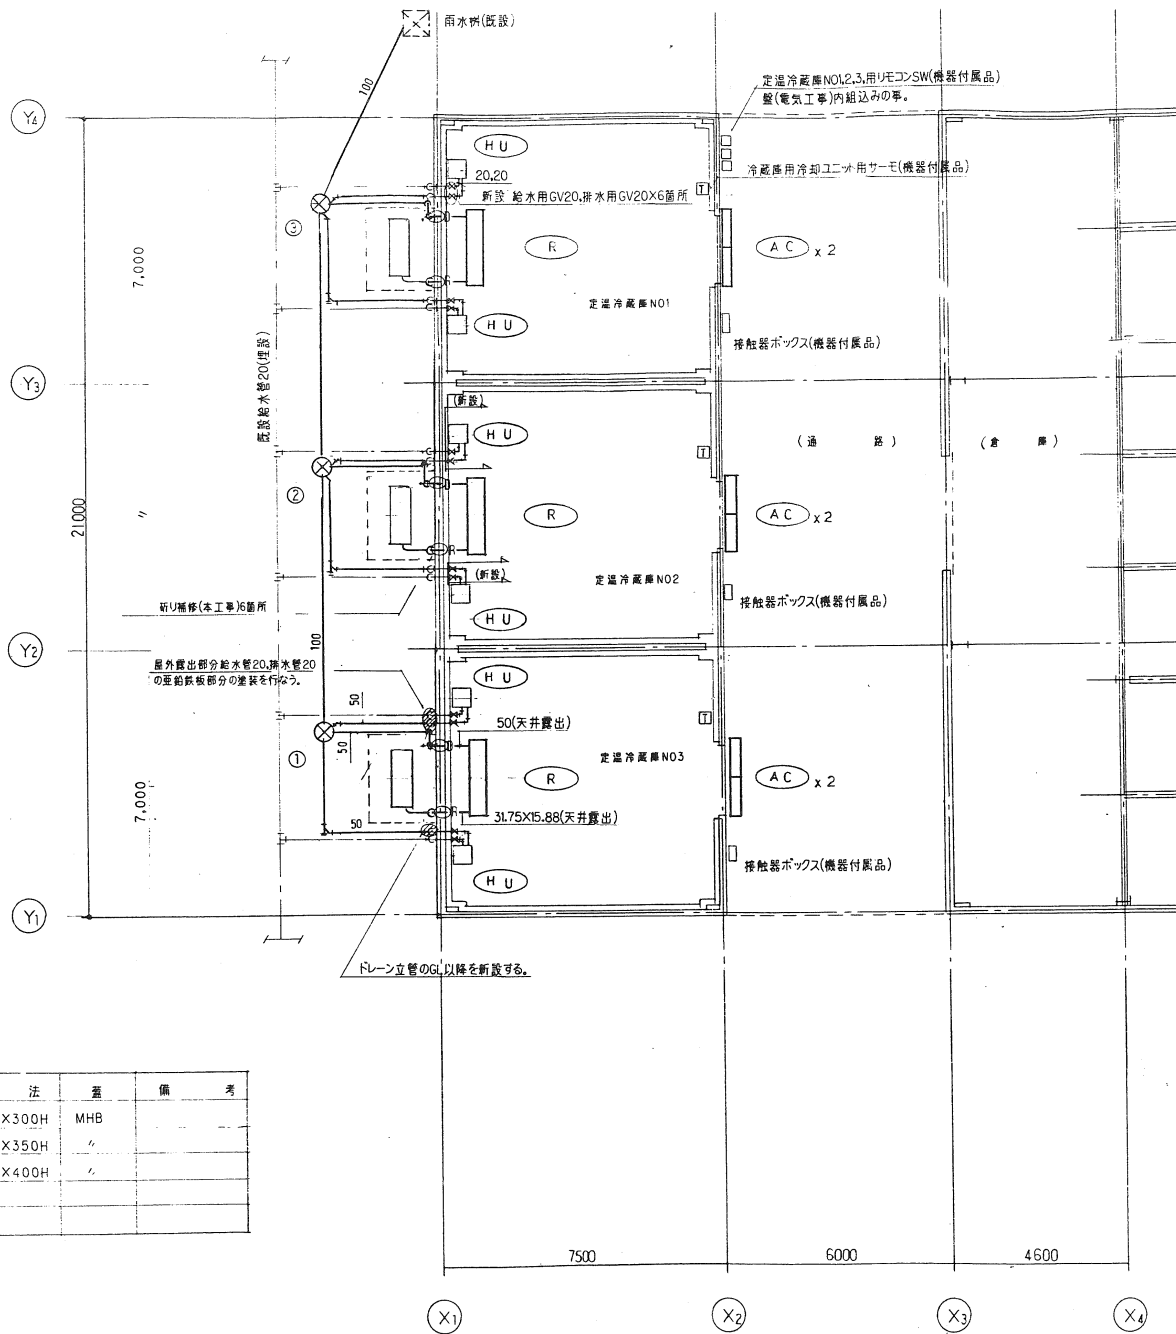 雨水桝(既設)
100
定温冷蔵庫NO1,2,3,用リモコンSW(機器付属品)
盤(電気工事)内組込みの事。
Y4
冷蔵庫用冷却ユニット用サーモ(機器付属品)
HU
20,20
新設 給水用GV20,排水用GV20X6箇所
T
③
R
AC x2
7,000
定温冷蔵庫NO1
HU
接触器ボックス(機器付属品)
既設給水管20(埋設)
Y3
(新設)
HU
(通 路)
(倉 庫)
T
②
21000
〃
R
AC x2
(新設)
定温冷蔵庫NO2
接触器ボックス(機器付属品)
斫り補修(本工事)6箇所
HU
100
Y2
屋外露出部分給水管20,排水管20
の亜鉛鉄板部分の塗装を行なう。
HU
50
50(天井露出)
T
50
①
定温冷蔵庫NO3
R
AC x2
7,000
50
31.75X15.88(天井露出)
接触器ボックス(機器付属品)
HU
Y1
ドレーン立管のGL以降を新設する。
法 蓋 備 考
X300H MHB
X350H 〃
X400H 〃
7500 6000 4600
X1 X2 X3 X4